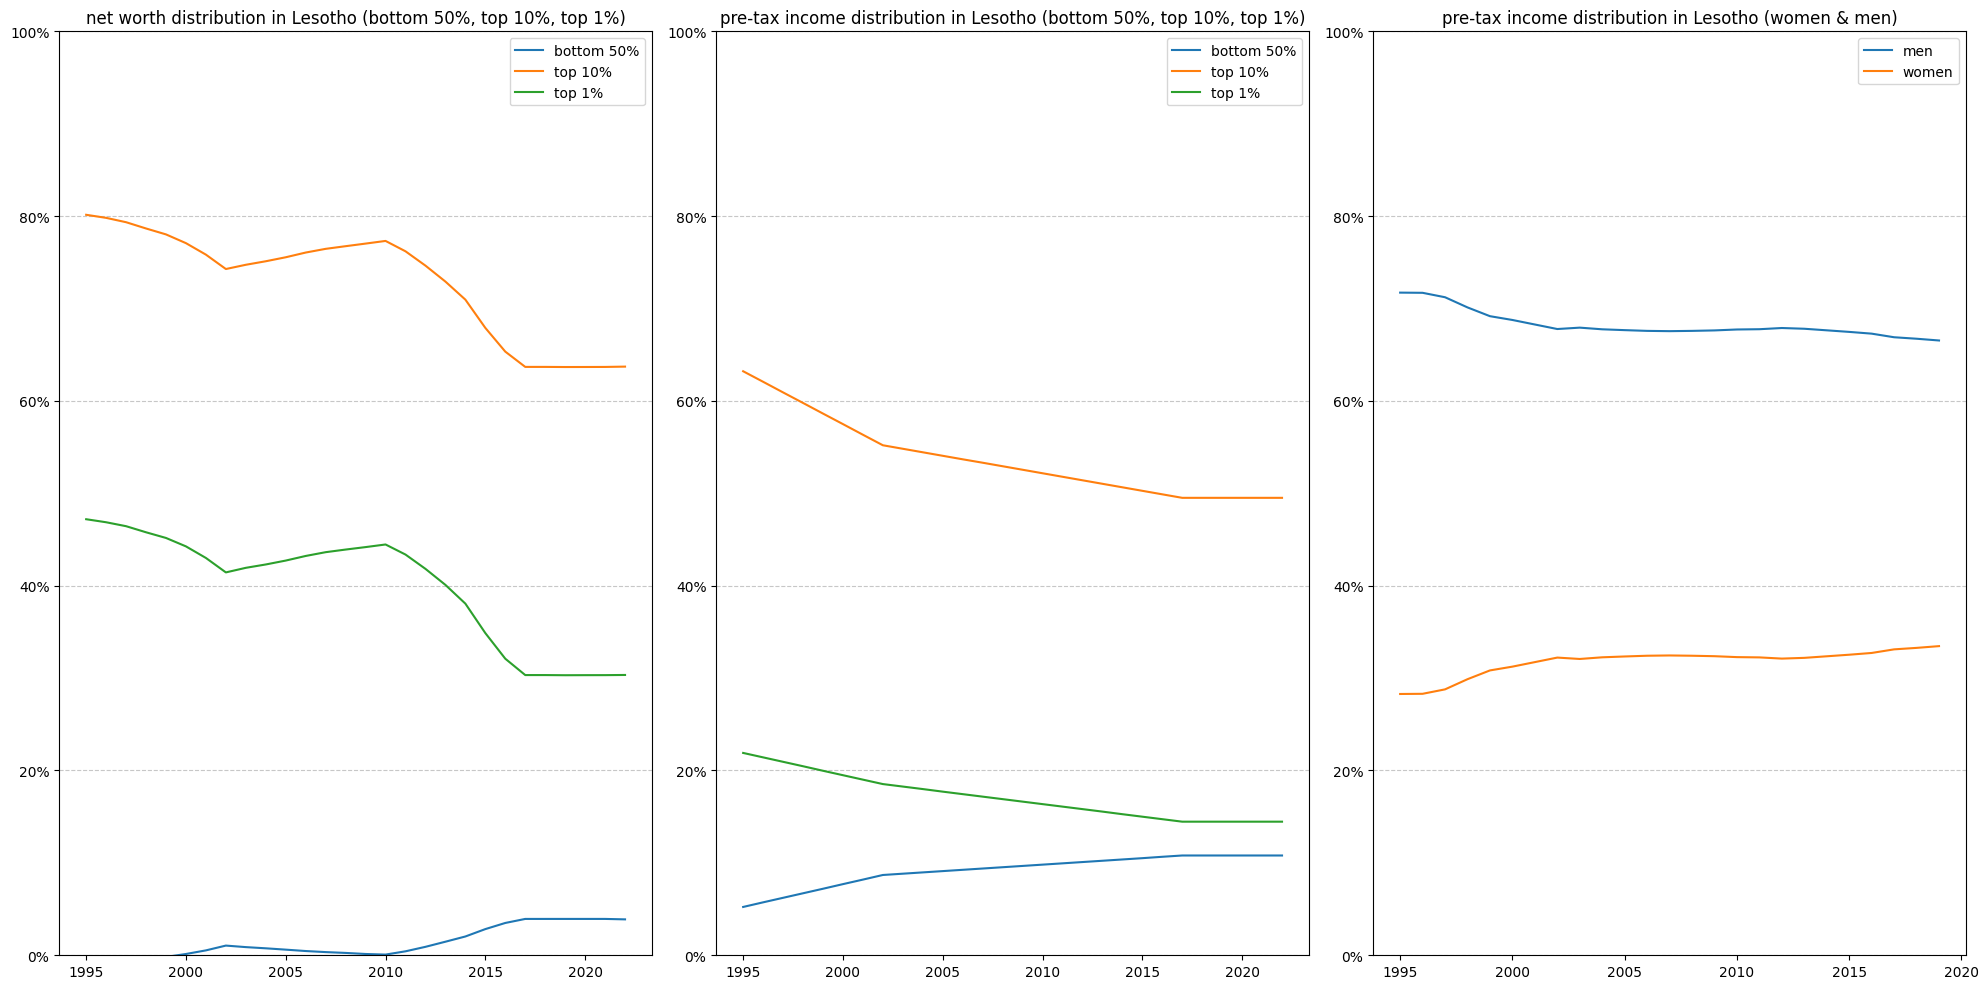 net worth distribution in Lesotho (bottom 50%, top 10%, top 1%)
100%
80%
60%
40%
20%
0%
1995 2000 2005 2010 2015 2020
bottom 50%
top 10%
top 1%
pre-tax income distribution in Lesotho (bottom 50%, top 10%, top 1%)
100%
80%
60%
40%
20%
0%
1995 2000 2005 2010 2015 2020
bottom 50%
top 10%
top 1%
pre-tax income distribution in Lesotho (women & men)
100%
80%
60%
40%
20%
0%
1995 2000 2005 2010 2015 2020
men
women